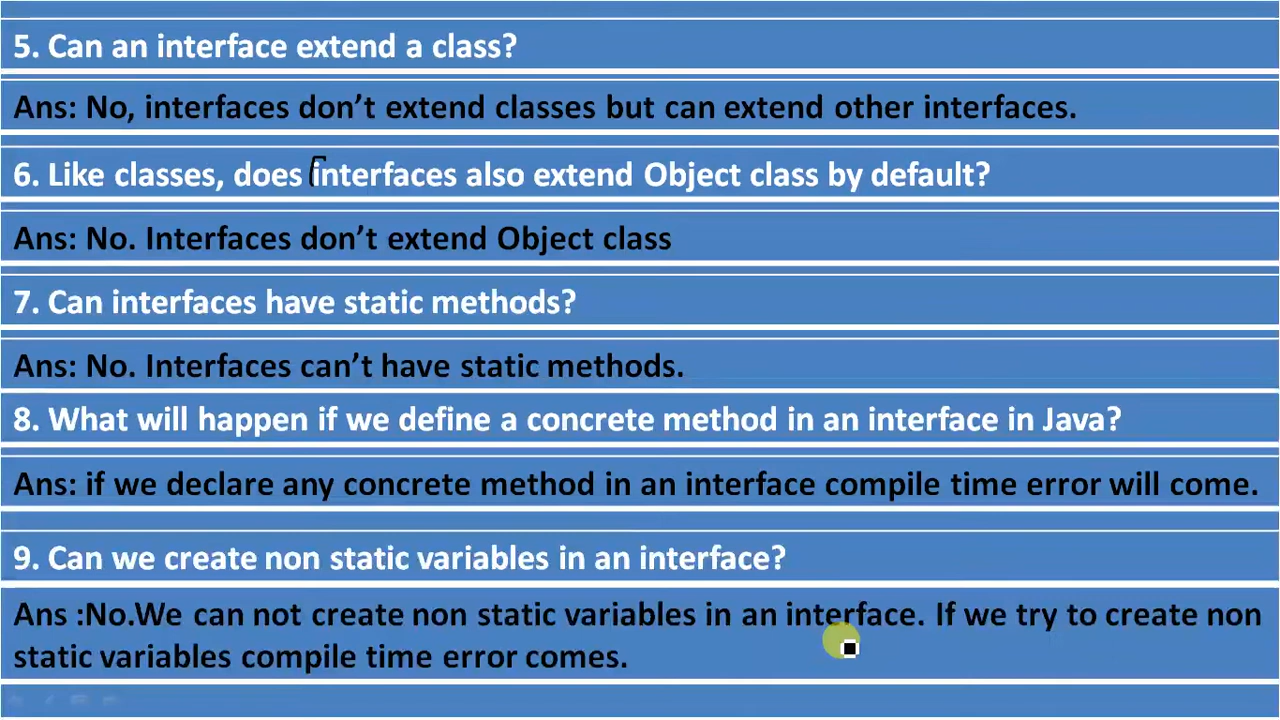 5. Can an interface extend a class?
Ans: No, interfaces don’t extend classes but can extend other interfaces.
6. Like classes, does interfaces also extend Object class by default?
Ans: No. Interfaces don’t extend Object class
7. Can interfaces have static methods?
Ans: No. Interfaces can’t have static methods.
8. What will happen if we define a concrete method in an interface in Java?
Ans: if we declare any concrete method in an interface compile time error will come.
9. Can we create non static variables in an interface?
Ans :No.We can not create non static variables in an interface. If we try to create non
static variables compile time error comes.